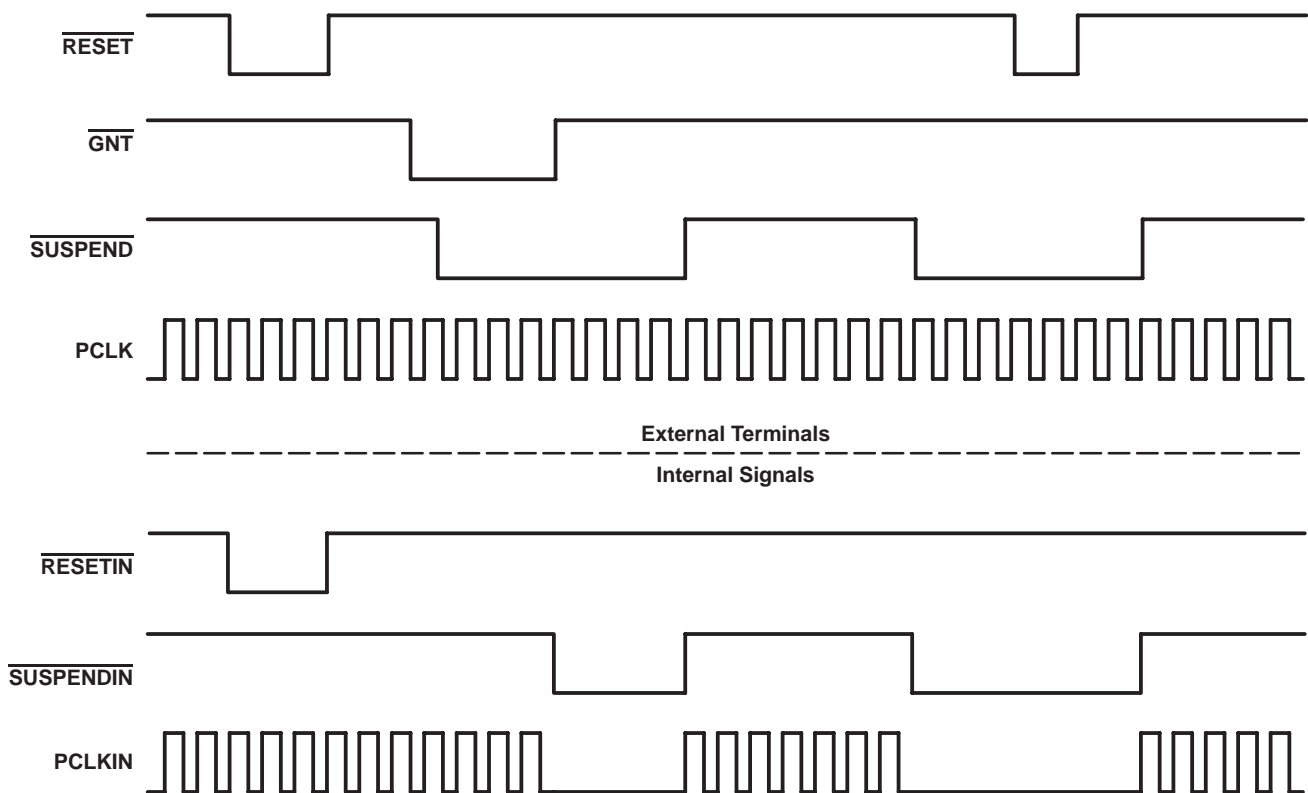 RESET
GNT
SUSPEND
PCLK
External Terminals
Internal Signals
RESETIN
SUSPENDIN
PCLKIN